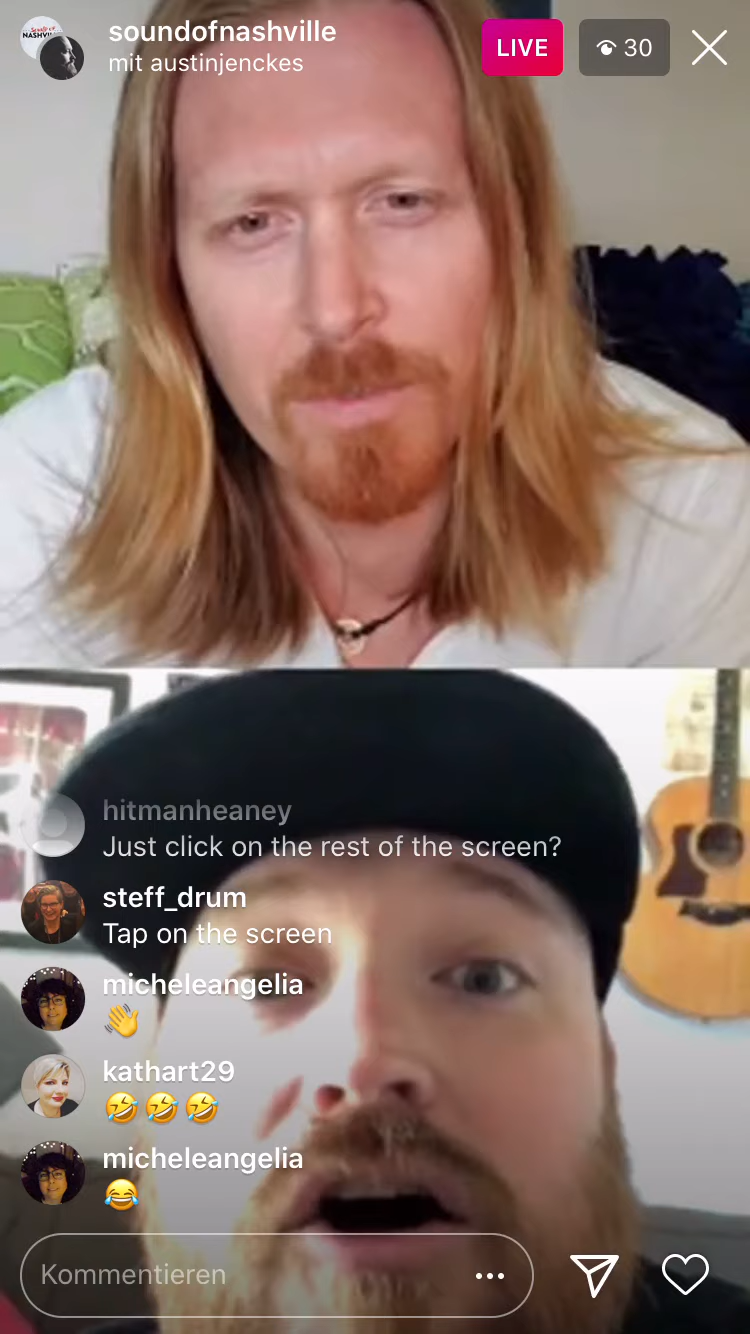 soundofnashville
mit austinjenckes
LIVE
30
hitmanheaney
Just click on the rest of the screen?
steff_drum
Tap on the screen
micheleangelia
👋
kathart29
🤣🤣🤣
micheleangelia
😂
Kommentieren